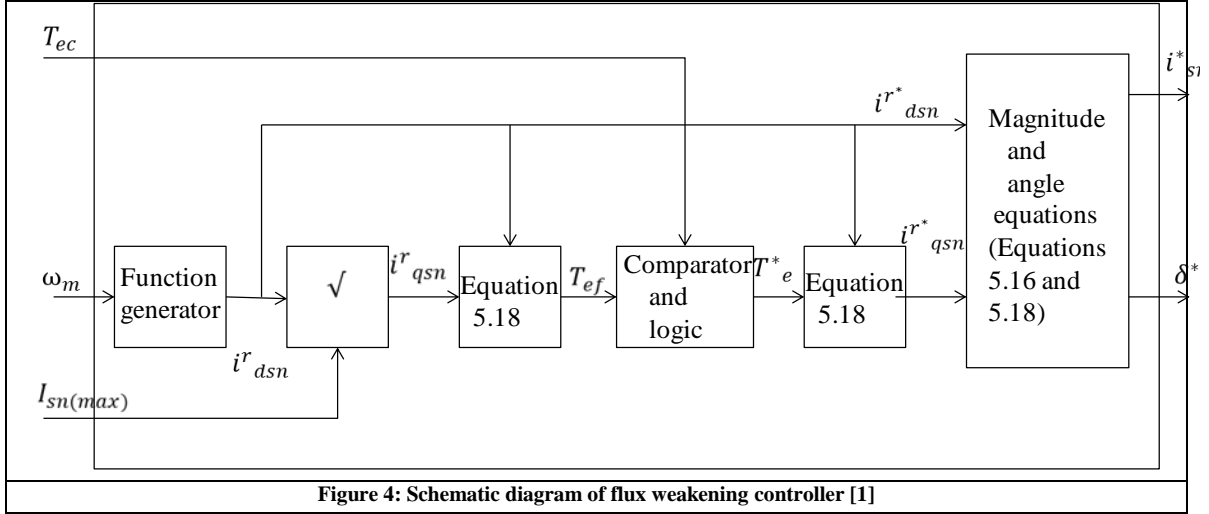 T_ec
i*_sn
i^r*_dsn
Magnitude
and
angle
equations
(Equations
5.16 and
5.18)
i^r*_qsn
ω_m
Function
generator
√
i^r_qsn
Equation
5.18
T_ef
Comparator
and
logic
T*_e
Equation
5.18
δ*
i^r_dsn
I_sn(max)
Figure 4: Schematic diagram of flux weakening controller [1]